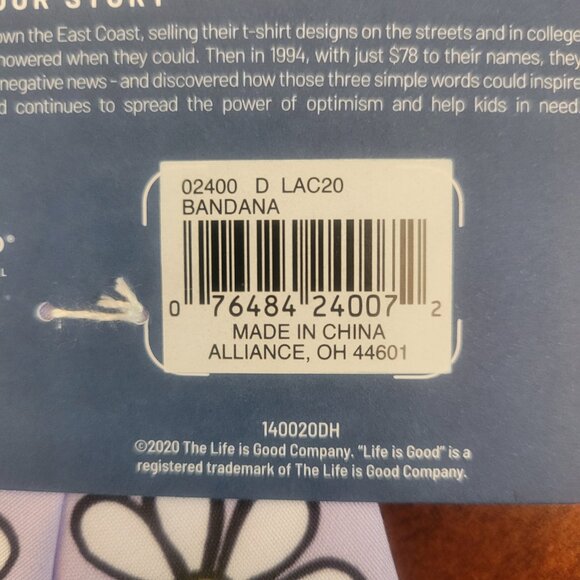 OUR STORY
own the East Coast, selling their t-shirt designs on the streets and in college
howered when they could. Then in 1994, with just $78 to their names, they
negative news - and discovered how those three simple words could inspire
d continues to spread the power of optimism and help kids in need.
02400 D LAC20
BANDANA
0 76484 24007 2
MADE IN CHINA
ALLIANCE, OH 44601
140020DH
©2020 The Life is Good Company. "Life is Good" is a
registered trademark of The Life is Good Company.